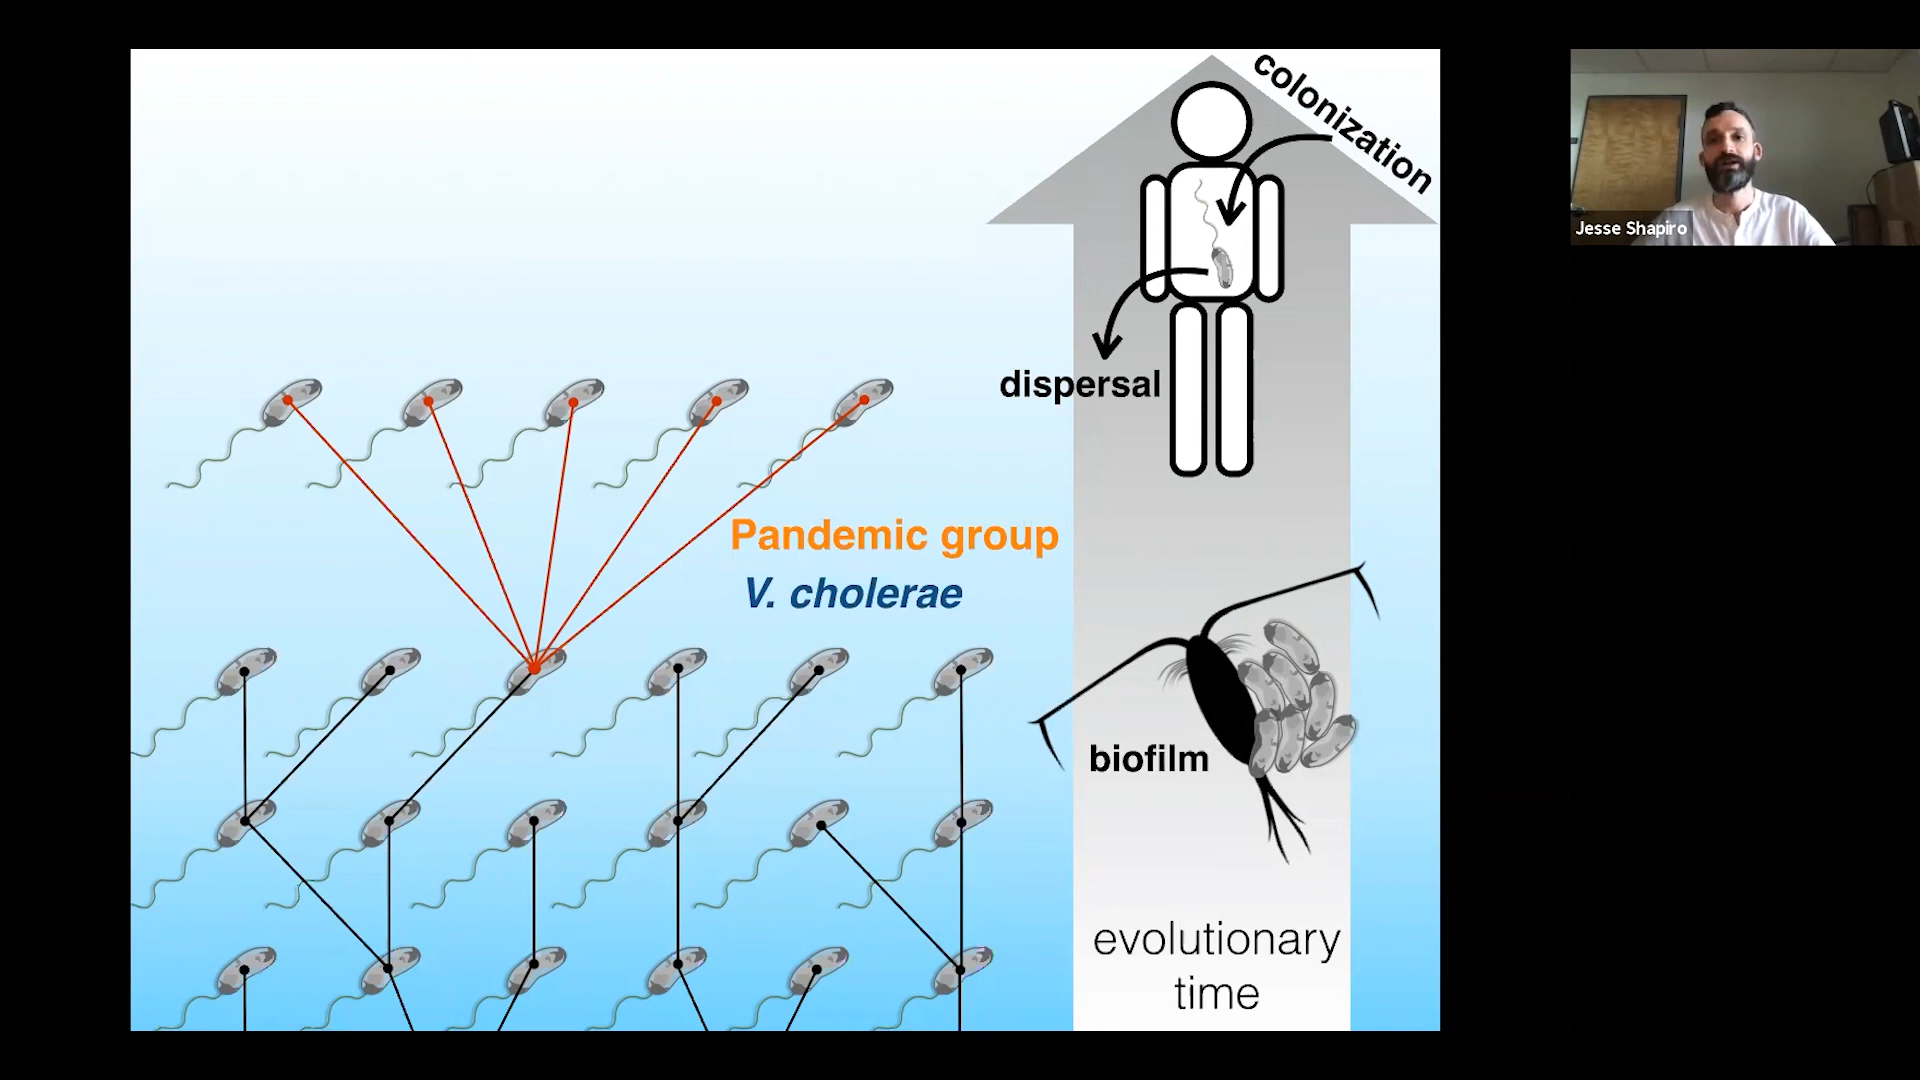 colonization
Jesse Shapiro
dispersal
Pandemic group
V. cholerae
biofilm
evolutionary
time